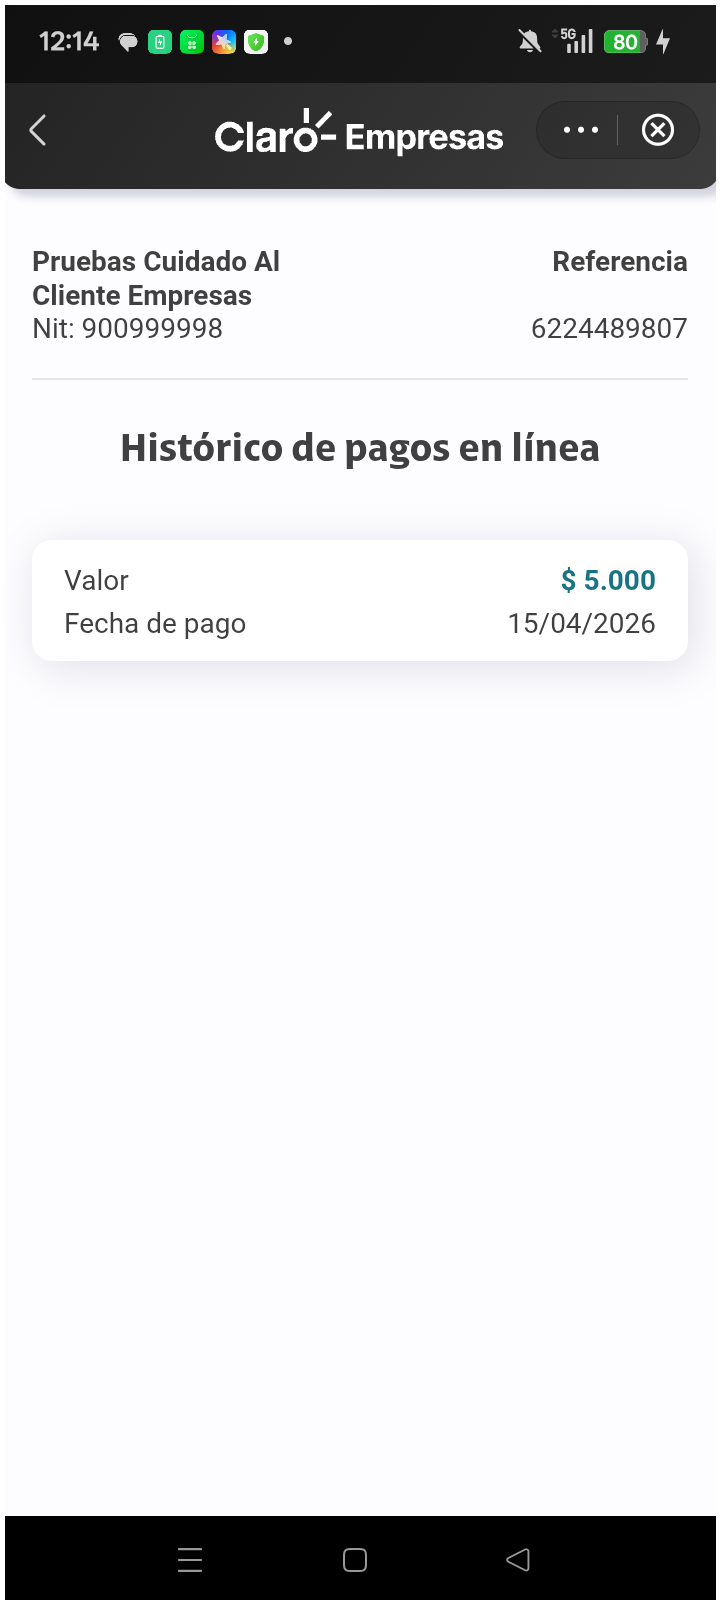 12:14
5G
80
Claro Empresas
Pruebas Cuidado Al
Cliente Empresas
Nit: 900999998
Referencia
6224489807
Histórico de pagos en línea
Valor
$ 5.000
Fecha de pago
15/04/2026